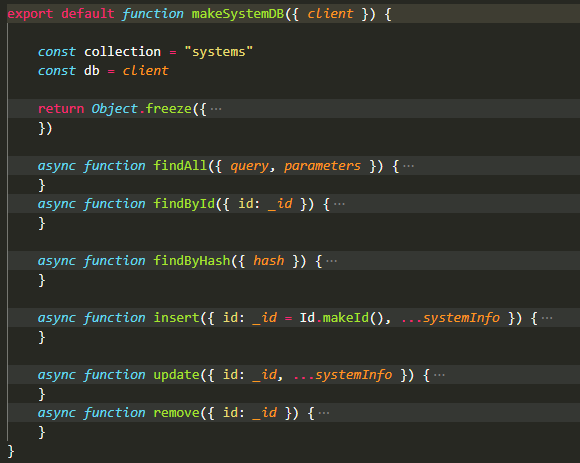 export default function makeSystemDB({ client }) {
const collection = "systems"
const db = client
return Object.freeze({ ···
})
async function findAll({ query, parameters }) { ···
}
async function findById({ id: _id }) { ···
}
async function findByHash({ hash }) { ···
}
async function insert({ id: _id = Id.makeId(), ...systemInfo }) { ···
}
async function update({ id: _id, ...systemInfo }) { ···
}
async function remove({ id: _id }) { ···
}
}